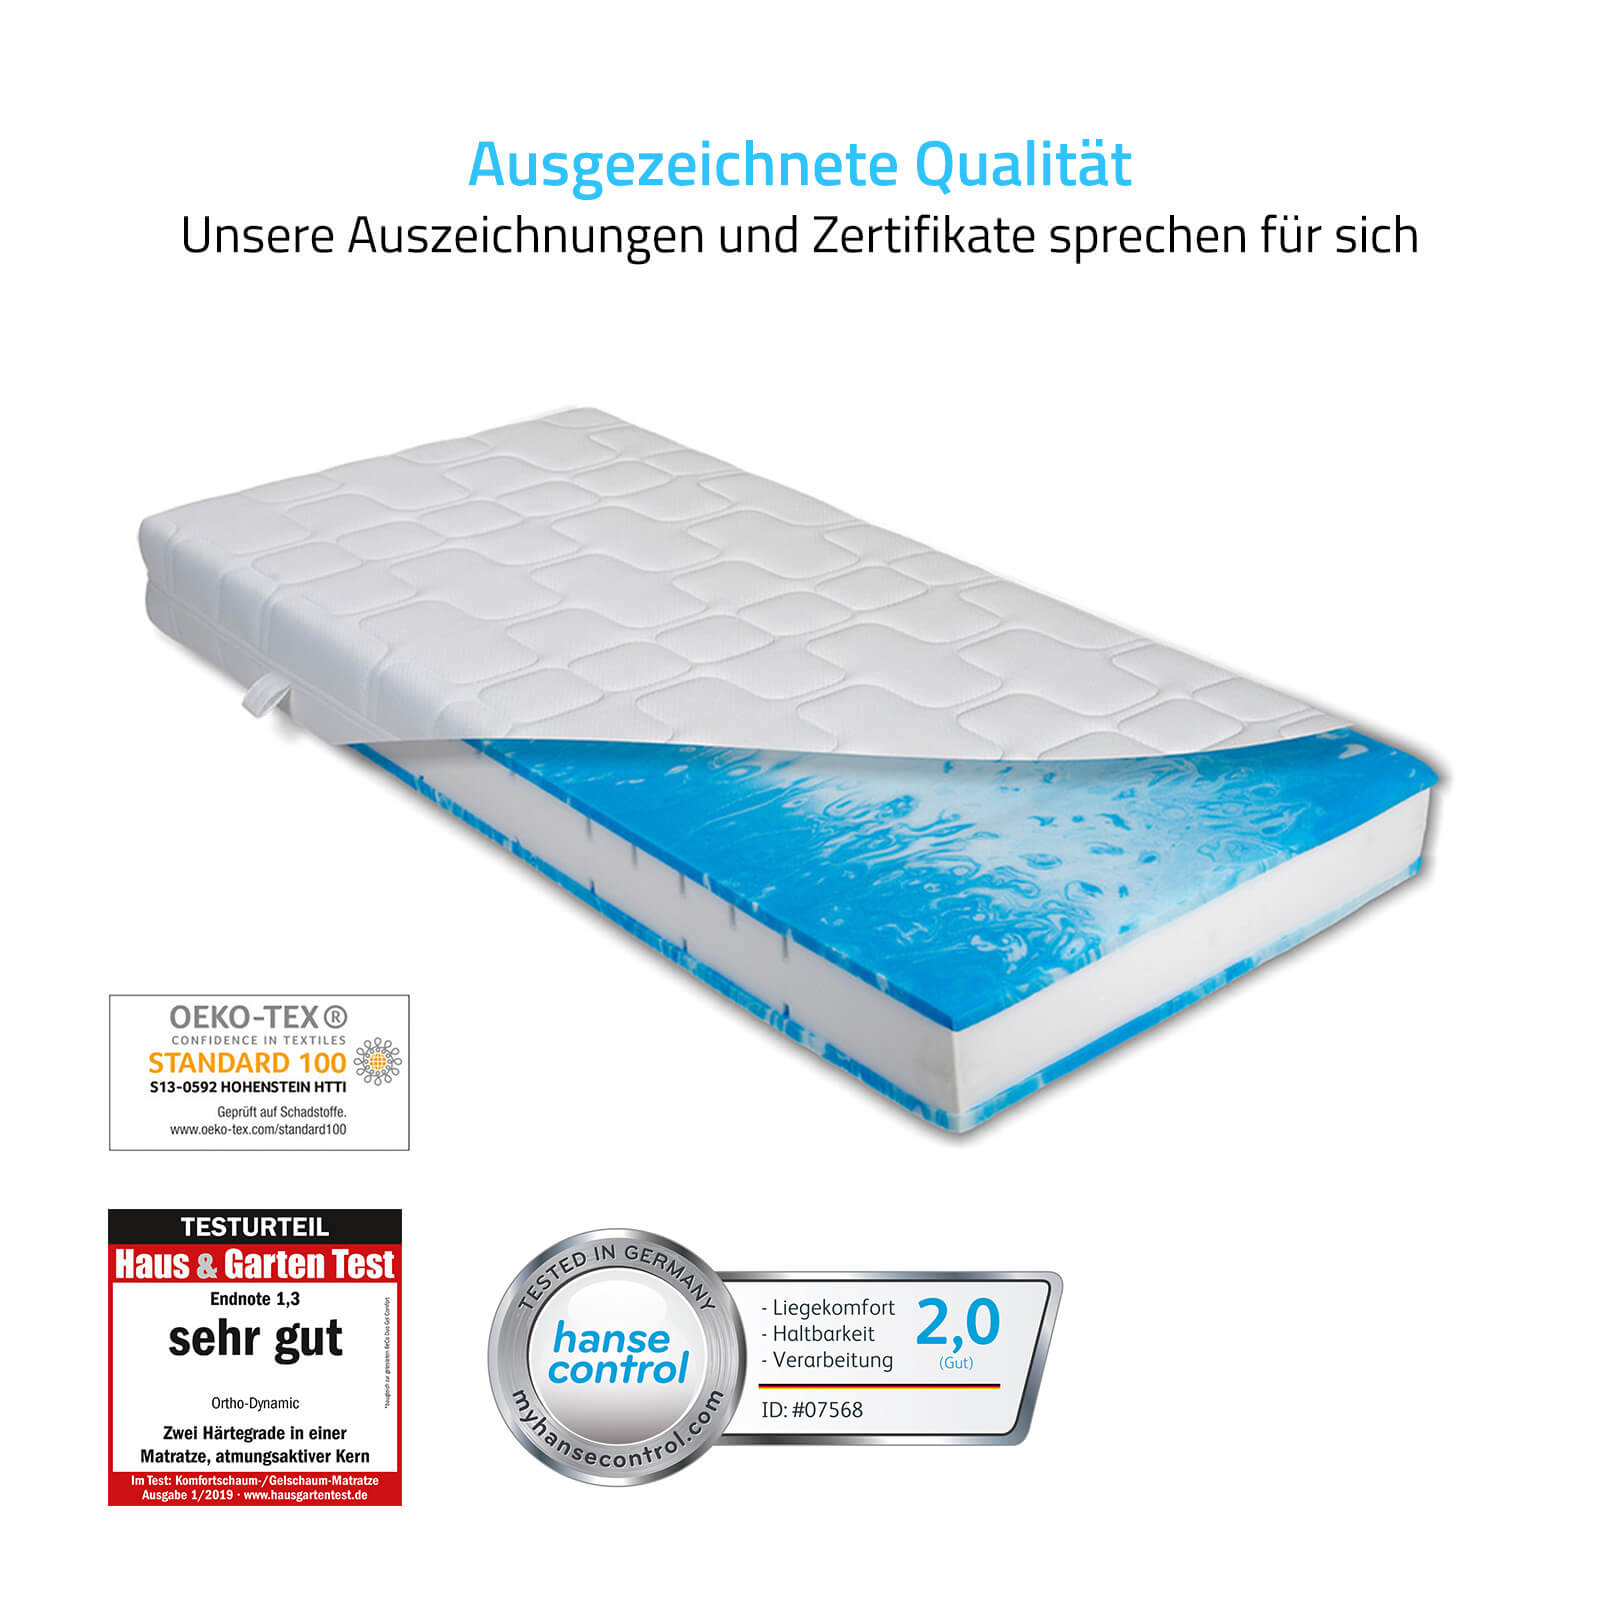 Ausgezeichnete Qualität
Unsere Auszeichnungen und Zertifikate sprechen für sich
OEKO-TEX®
CONFIDENCE IN TEXTILES
STANDARD 100
S13-0592 HOHENSTEIN HTTI
Geprüft auf Schadstoffe.
www.oeko-tex.com/standard100
TESTURTEIL
Haus & Garten Test
Endnote 1,3
sehr gut
Ortho-Dynamic
Zwei Härtegrade in einer
Matratze, atmungsaktiver Kern
Im Test: Komfortschaum-/Gelschaum-Matratze
Ausgabe 1/2019 · www.hausgartentest.de
TESTED IN GERMANY
hanse
control
myhansecontrol.com
- Liegekomfort
- Haltbarkeit
- Verarbeitung
2,0
(Gut)
ID: #07568